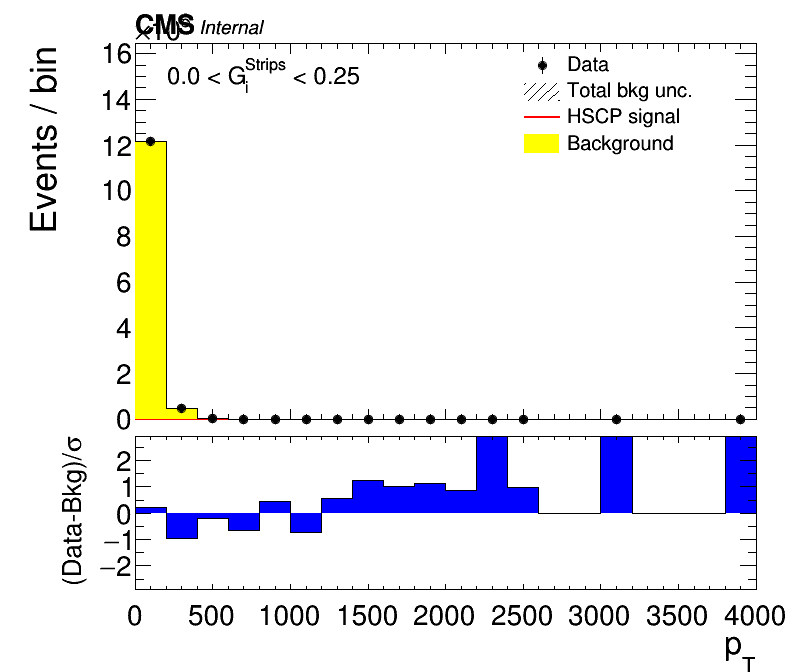 CMS Internal
16
14
12
10
8
6
4
2
0
Events / bin
0.0 < G_i^Strips < 0.25
Data
Total bkg unc.
HSCP signal
Background
2
1
0
−1
−2
(Data-Bkg)/σ
0 500 1000 1500 2000 2500 3000 3500 4000
p_T